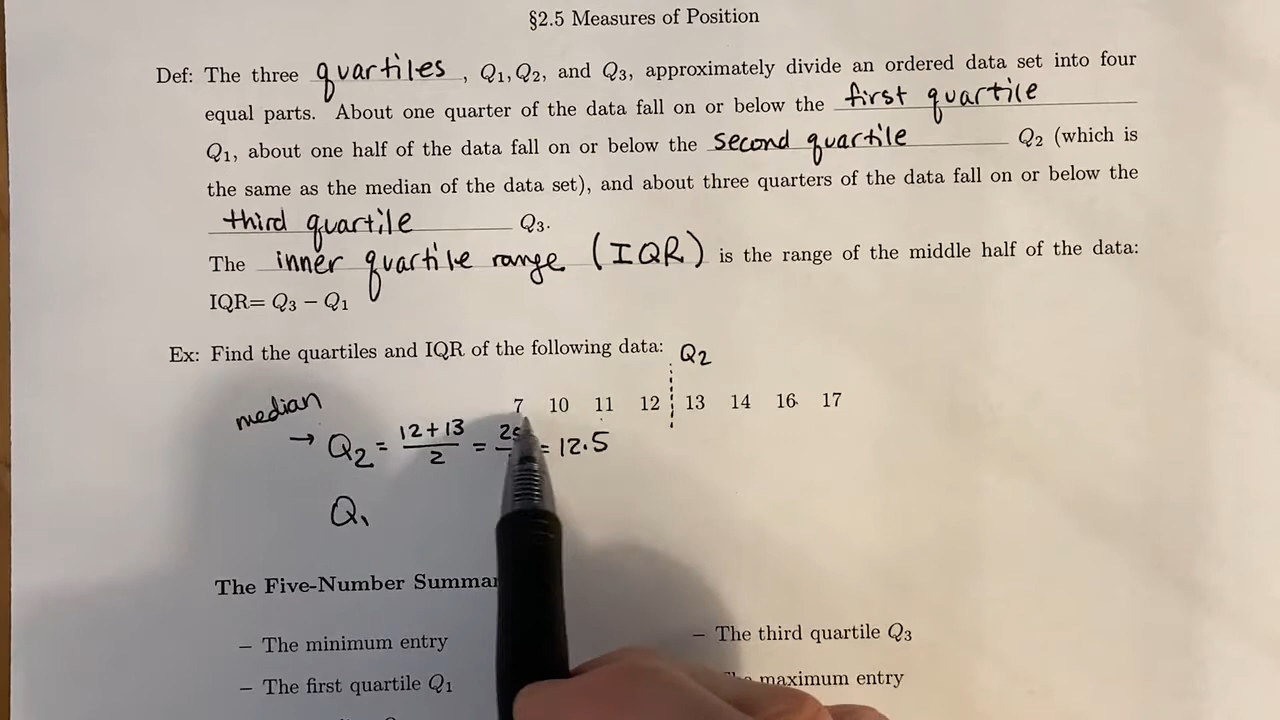 §2.5 Measures of Position
Def: The three quartiles, Q1, Q2, and Q3, approximately divide an ordered data set into four
equal parts. About one quarter of the data fall on or below the first quartile
Q1, about one half of the data fall on or below the second quartile Q2 (which is
the same as the median of the data set), and about three quarters of the data fall on or below the
third quartile Q3.
The inner quartile range (IQR) is the range of the middle half of the data:
IQR= Q3 − Q1
Ex: Find the quartiles and IQR of the following data: Q2
7 10 11 12 13 14 16 17
median
→ Q2 = 12+13 / 2 = = 12.5
Q1
The Five-Number
– The minimum entry
– The third quartile Q3
– The first quartile Q1
maximum entry